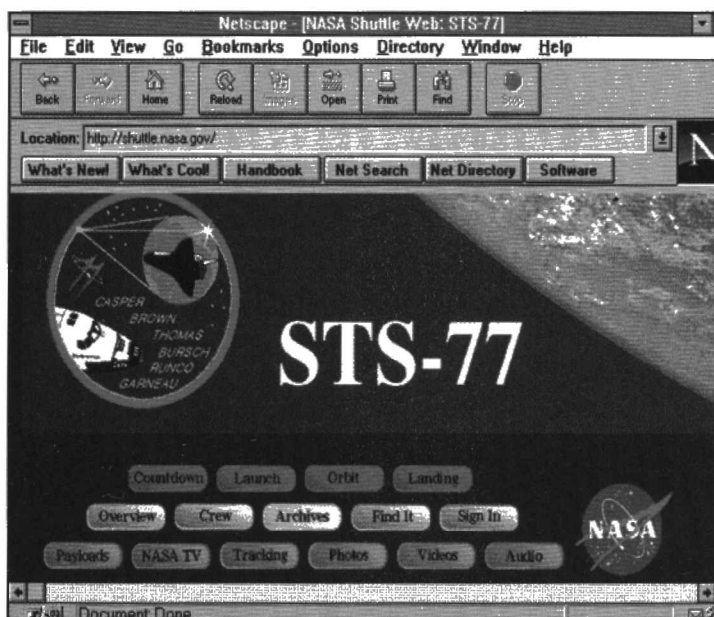 Netscape - [NASA Shuttle Web: STS-77]
File Edit View Go Bookmarks Options Directory Window Help
Back Forward Home Reload Images Open Print Find Stop
Location: http://shuttle.nasa.gov/
N
What's New! What's Cool! Handbook Net Search Net Directory Software
CASPER
BROWN
THOMAS
BURSCH
RUNCO
GARNEAU
STS-77
Countdown Launch Orbit Landing
Overview Crew Archives Find It Sign In
NASA
Payloads NASA TV Tracking Photos Videos Audio
Document: Done